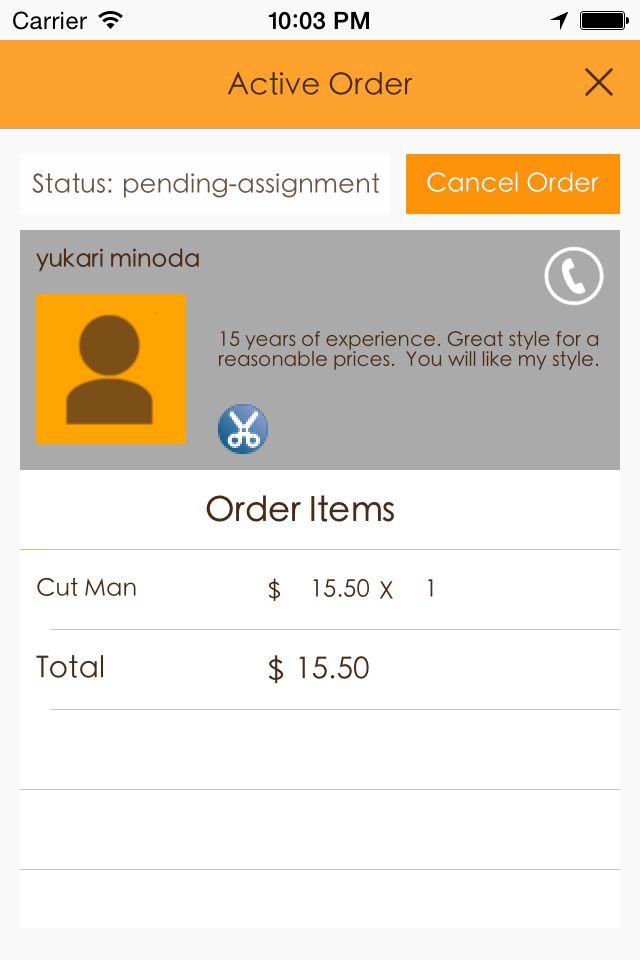 Carrier 10:03 PM
Active Order
Status: pending-assignment Cancel Order
yukari minoda
15 years of experience. Great style for a
reasonable prices.  You will like my style.
Order Items
Cut Man $ 15.50 X 1
Total $ 15.50